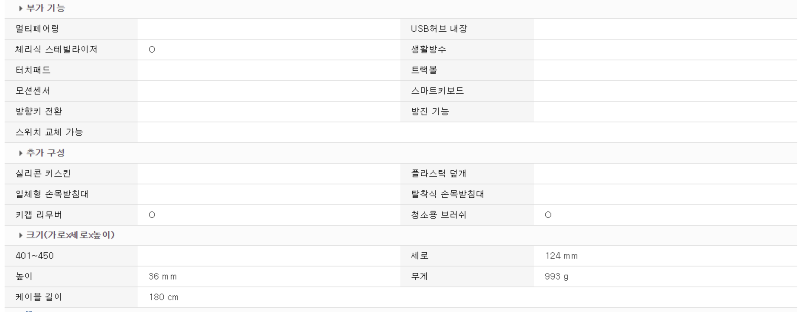 부가 기능
멀티페어링 USB허브 내장
체리식 스테빌라이저 O 생활방수
터치패드 트랙볼
모션센서 스마트키보드
방향키 전환 방진 기능
스위치 교체 가능
추가 구성
실리콘 키스킨 플라스틱 덮개
일체형 손목받침대 탈착식 손목받침대
키캡 리무버 O 청소용 브러쉬 O
크기(가로x세로x높이)
401~450 세로 124 mm
높이 36 mm 무게 993 g
케이블 길이 180 cm